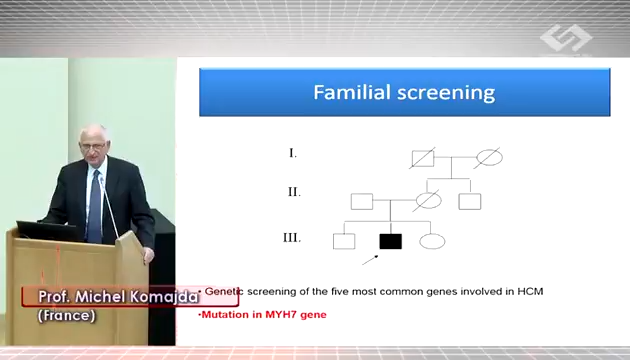 Familial screening
I.
II.
III.
• Genetic screening of the five most common genes involved in HCM
•Mutation in MYH7 gene
Prof. Michel Komajda
(France)